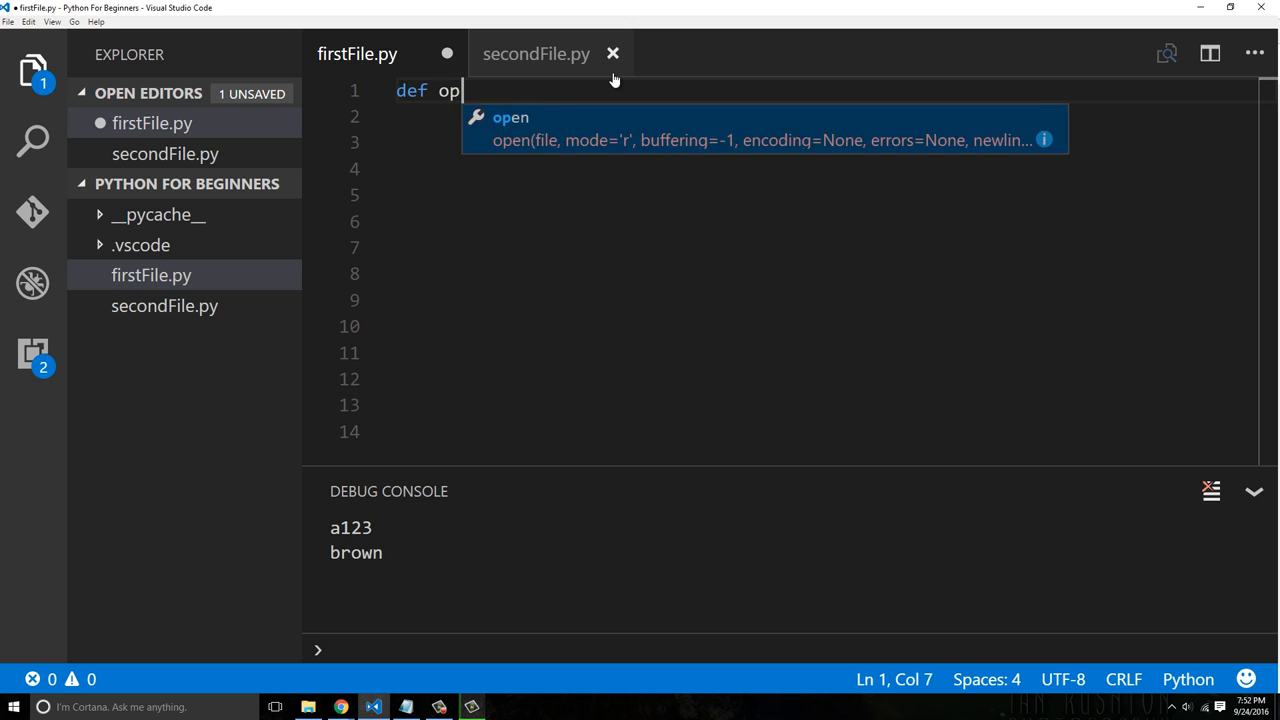 ● firstFile.py - Python For Beginners - Visual Studio Code
File Edit View Go Help
EXPLORER
OPEN EDITORS 1 UNSAVED
firstFile.py
secondFile.py
PYTHON FOR BEGINNERS
__pycache__
.vscode
firstFile.py
secondFile.py
1
2
firstFile.py
secondFile.py
1 def op
2
3
4
5
6
7
8
9
10
11
12
13
14
open
open(file, mode='r', buffering=-1, encoding=None, errors=None, newlin...
DEBUG CONSOLE
a123
brown
0 0
Ln 1, Col 7 Spaces: 4 UTF-8 CRLF Python
I'm Cortana. Ask me anything.
7:52 PM
9/24/2016